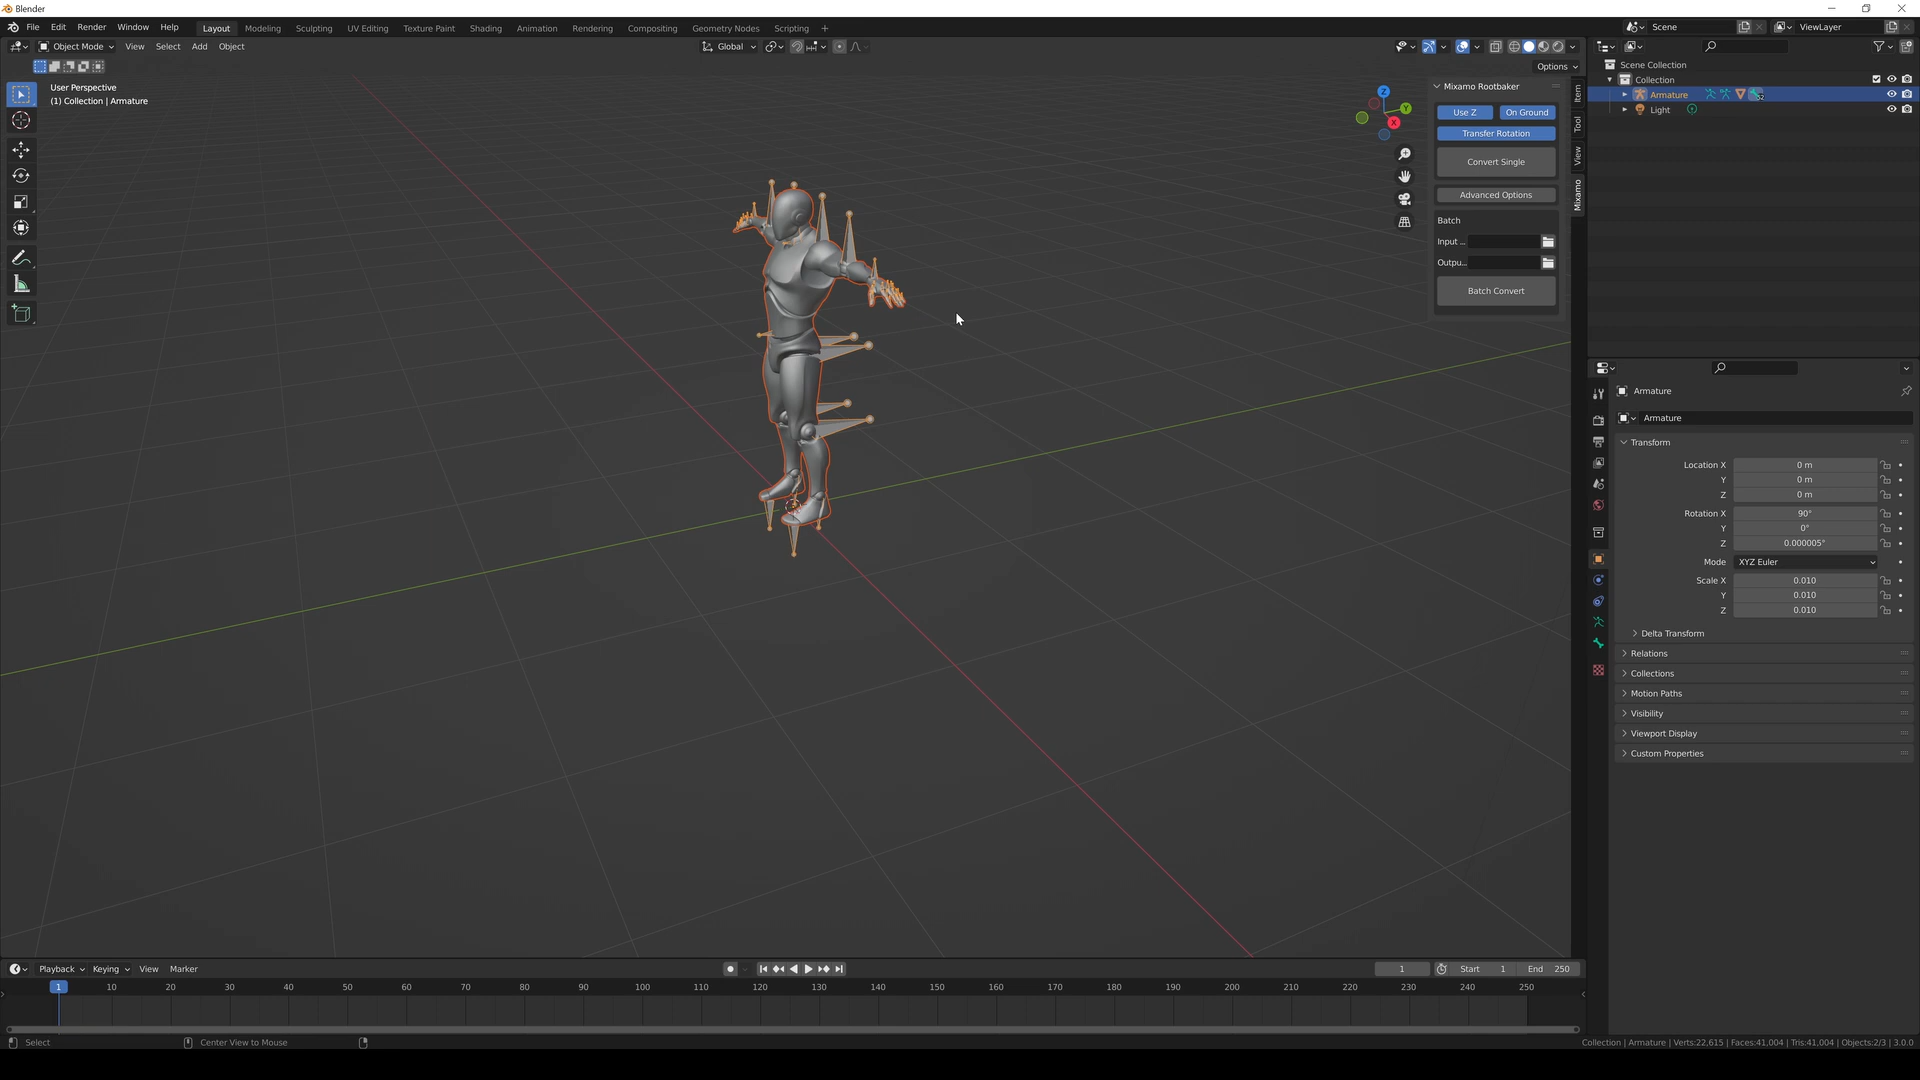 Blender
File Edit Render Window Help Layout Modeling Sculpting UV Editing Texture Paint Shading Animation Rendering Compositing Geometry Nodes Scripting + Scene ViewLayer
Object Mode View Select Add Object Global
Options
User Perspective
(1) Collection | Armature
Z
Y
X
Mixamo Rootbaker
Use Z On Ground
Transfer Rotation
Convert Single
Advanced Options
Batch
Input ...
Outpu...
Batch Convert
Item
Tool
View
Mixamo
Scene Collection
Collection
Armature 52
Light
Armature
Armature
Transform
Location X 0 m
Y 0 m
Z 0 m
Rotation X 90°
Y 0°
Z 0.000005°
Mode XYZ Euler
Scale X 0.010
Y 0.010
Z 0.010
Delta Transform
Relations
Collections
Motion Paths
Visibility
Viewport Display
Custom Properties
Playback Keying View Marker 1 Start 1 End 250
1 10 20 30 40 50 60 70 80 90 100 110 120 130 140 150 160 170 180 190 200 210 220 230 240 250
Select Center View to Mouse Collection | Armature | Verts:22,615 | Faces:41,004 | Tris:41,004 | Objects:2/3 | 3.0.0